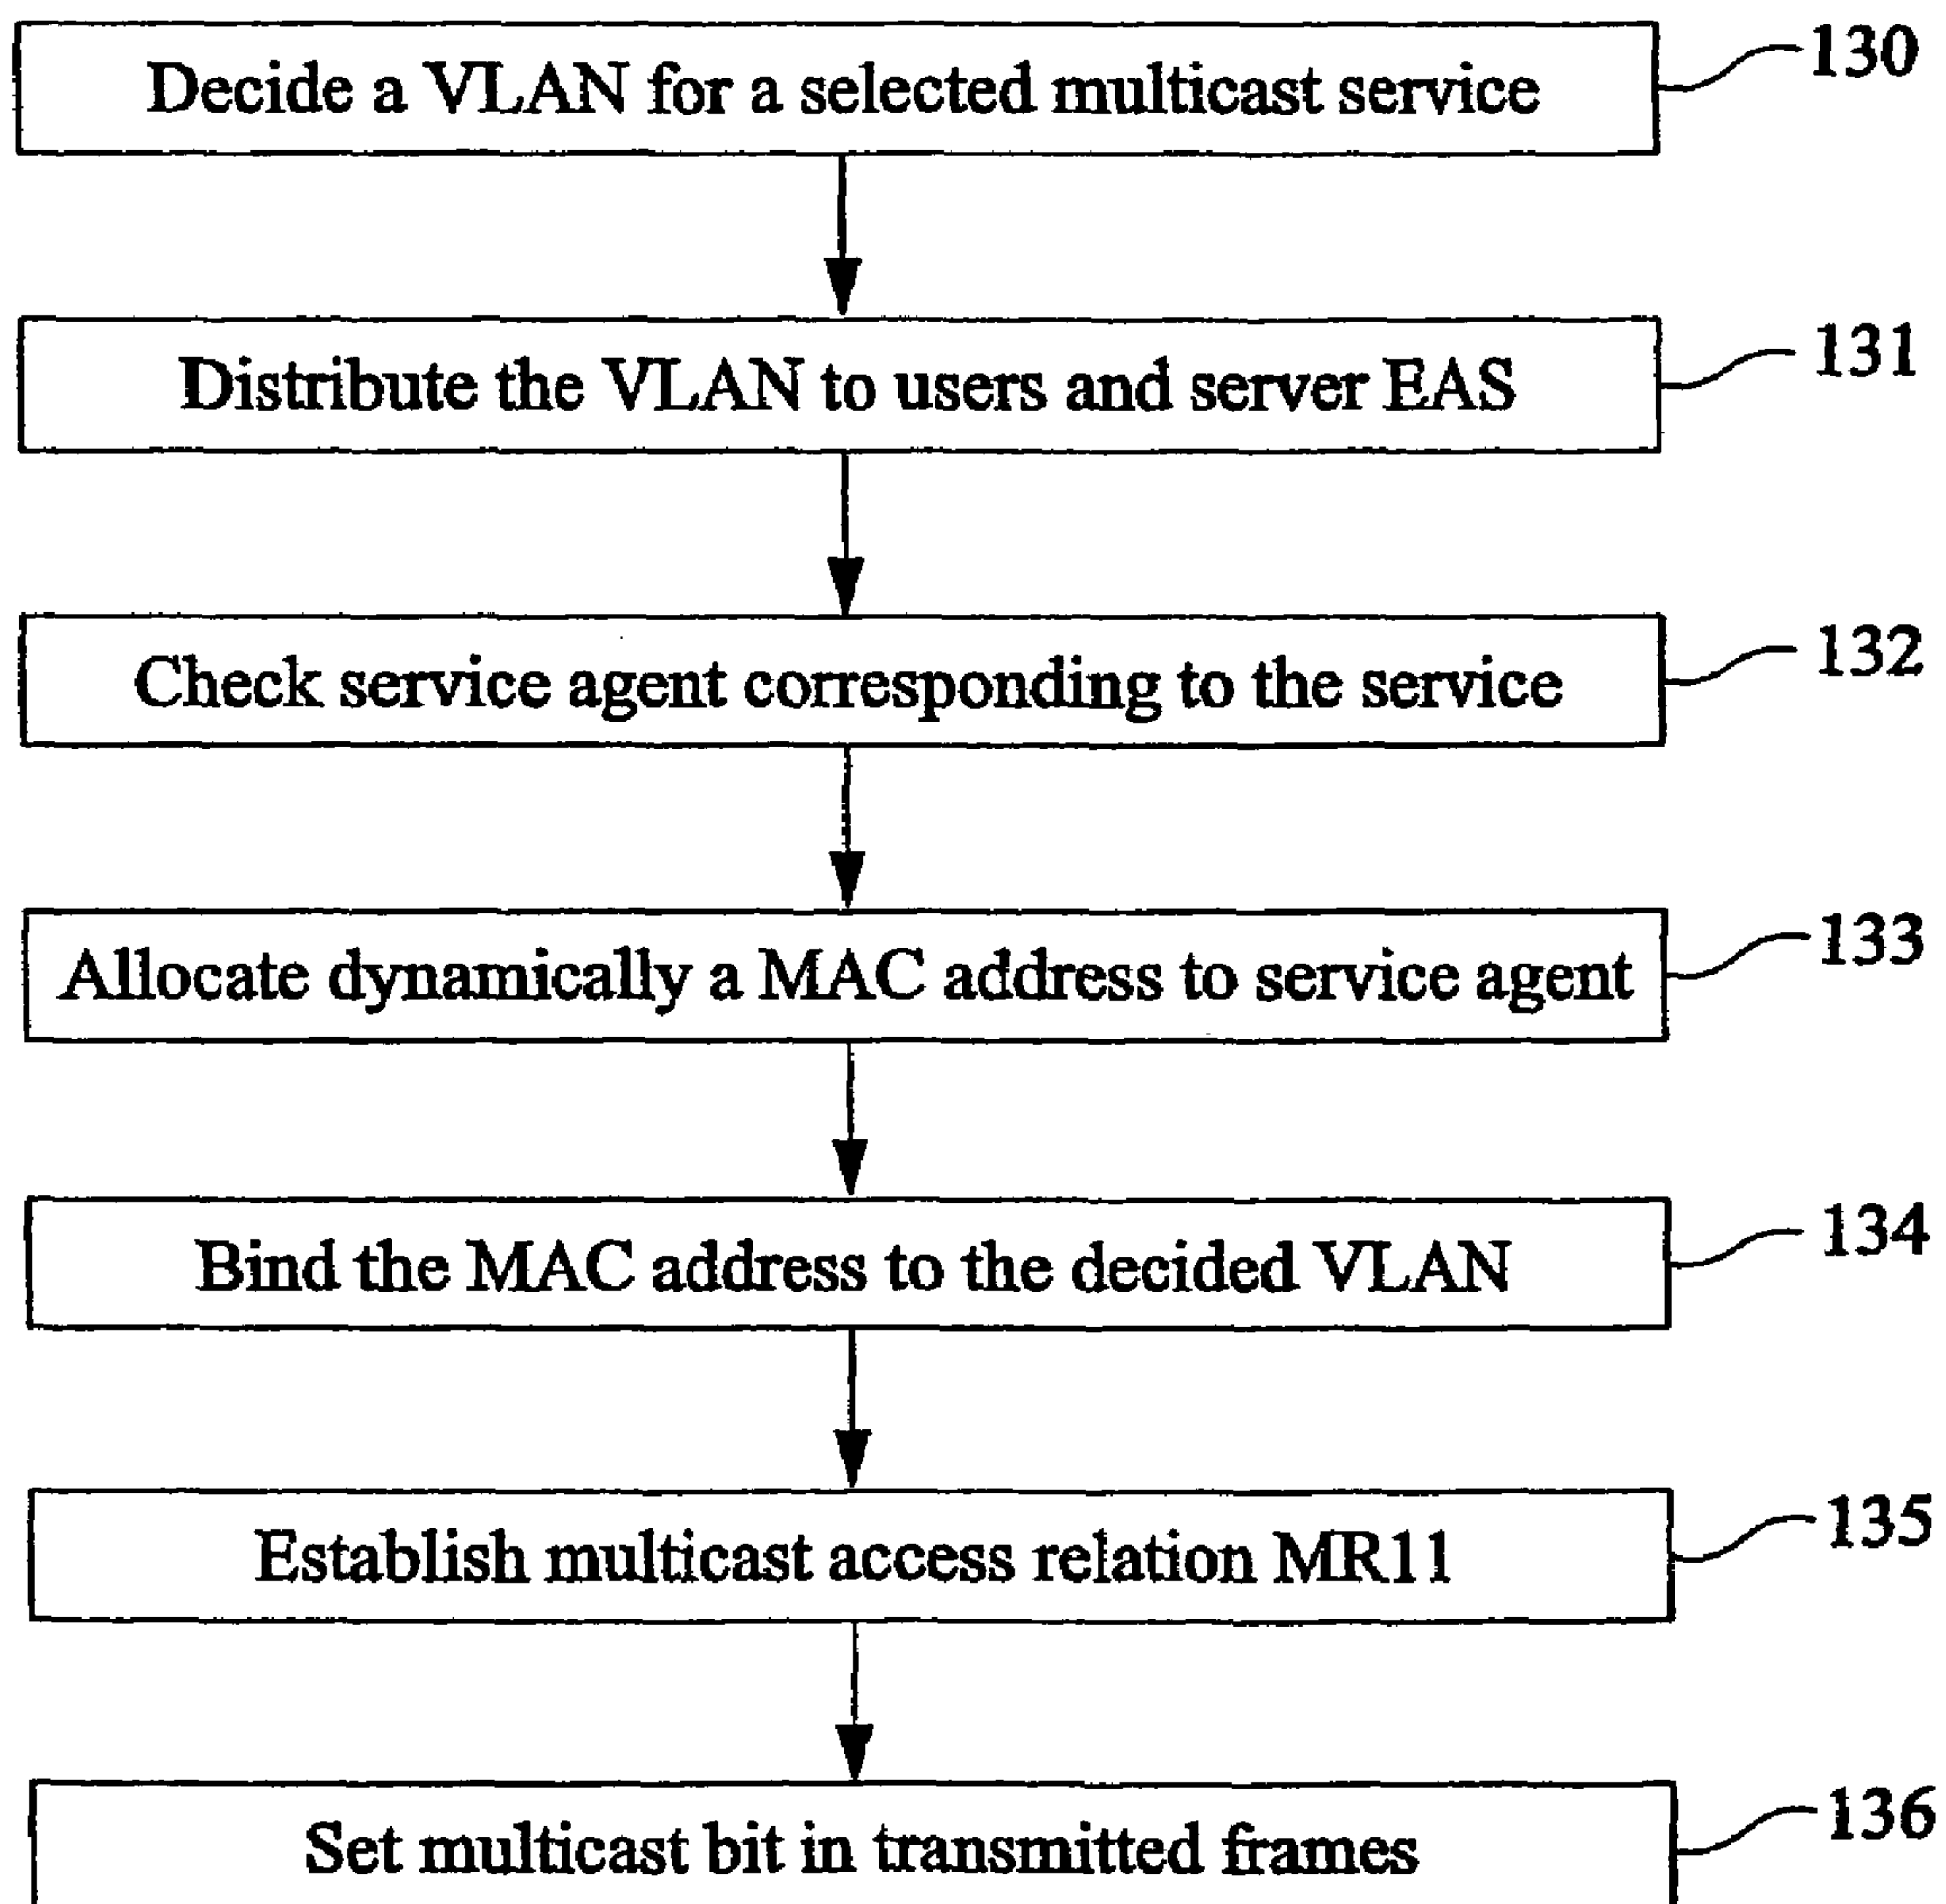 Decide a VLAN for a selected multicast service
130
Distribute the VLAN to users and server EAS
131
Check service agent corresponding to the service
132
Allocate dynamically a MAC address to service agent
133
Bind the MAC address to the decided VLAN
134
Establish multicast access relation MR11
135
Set multicast bit in transmitted frames
136